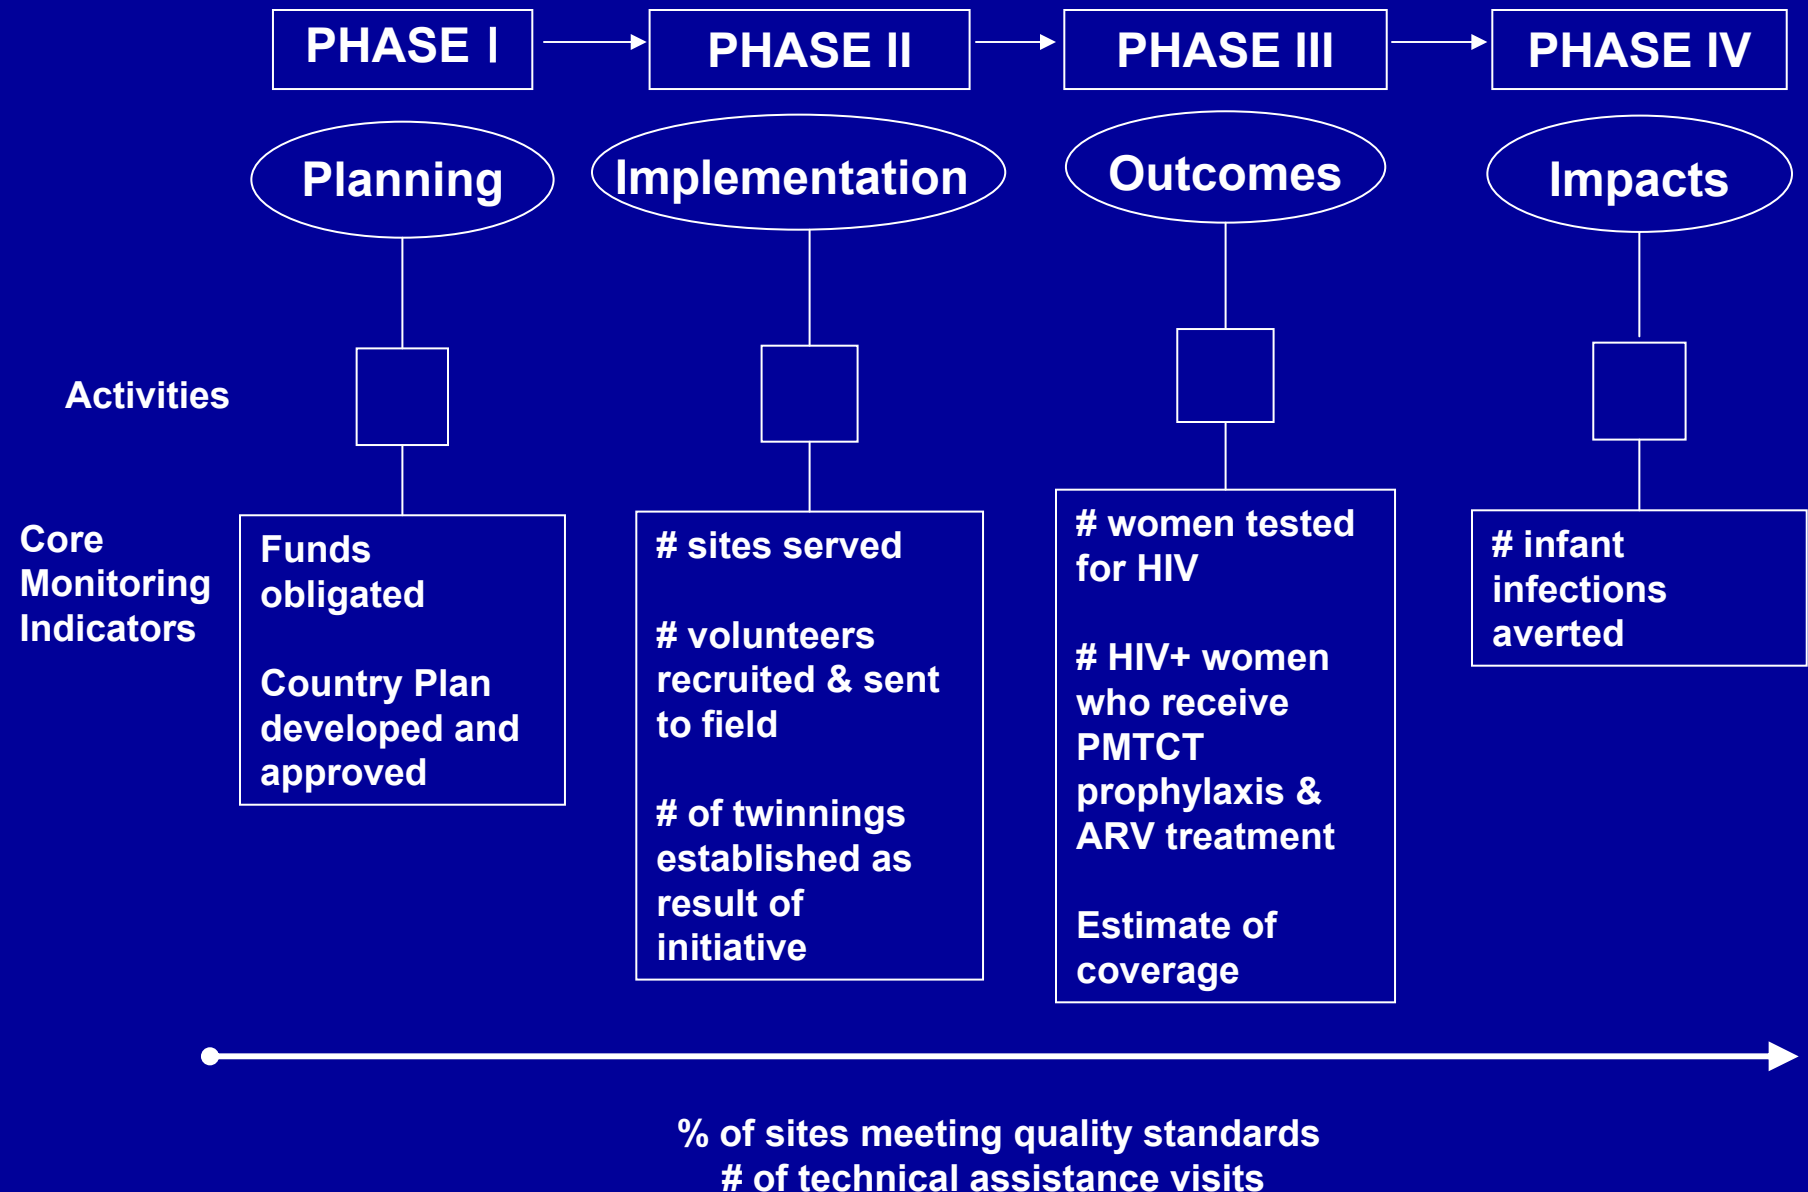 PHASE I
PHASE II
PHASE III
PHASE IV
Planning
Implementation
Outcomes
Impacts
Activities
Core
Monitoring
Indicators
Funds
obligated
Country Plan
developed and
approved
# sites served
# volunteers
recruited & sent
to field
# of twinnings
established as
result of
initiative
# women tested
for HIV
# HIV+ women
who receive
PMTCT
prophylaxis &
ARV treatment
Estimate of
coverage
# infant
infections
averted
% of sites meeting quality standards
# of technical assistance visits